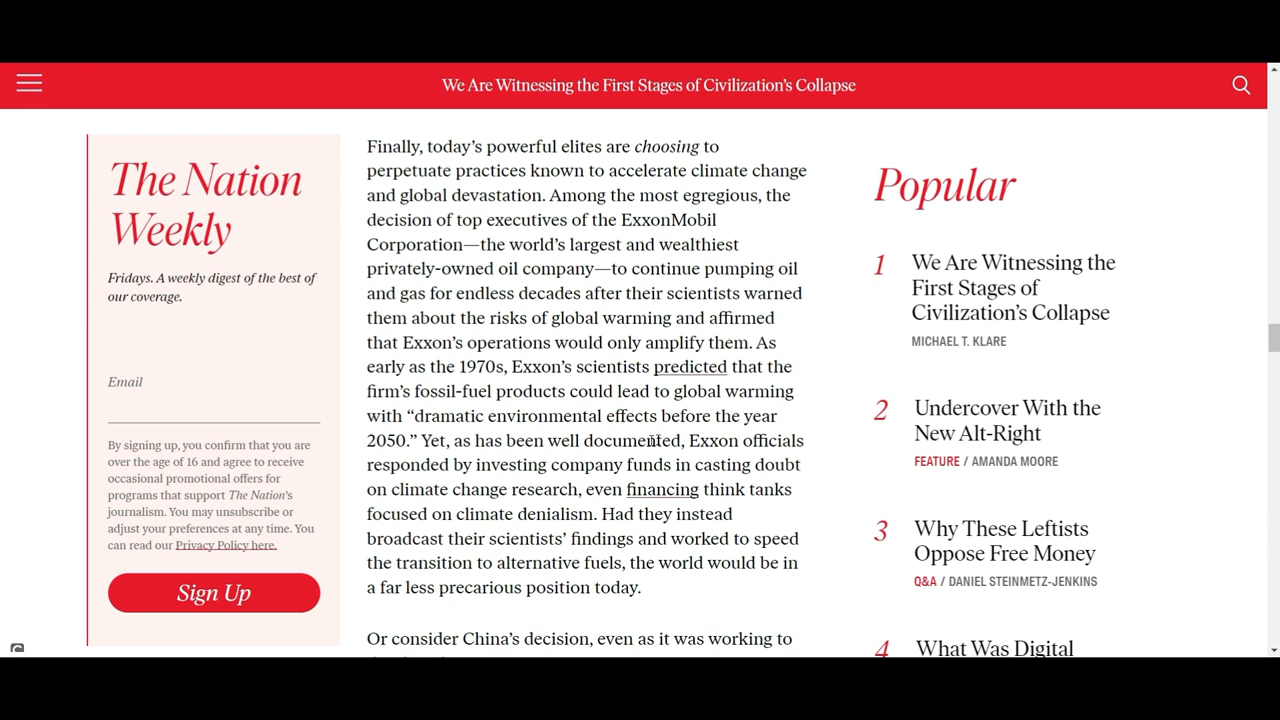 We Are Witnessing the First Stages of Civilization's Collapse
The Nation
Weekly
Fridays. A weekly digest of the best of
our coverage.
Email
By signing up, you confirm that you are
over the age of 16 and agree to receive
occasional promotional offers for
programs that support The Nation's
journalism. You may unsubscribe or
adjust your preferences at any time. You
can read our Privacy Policy here.
Sign Up
Finally, today's powerful elites are choosing to
perpetuate practices known to accelerate climate change
and global devastation. Among the most egregious, the
decision of top executives of the ExxonMobil
Corporation—the world's largest and wealthiest
privately-owned oil company—to continue pumping oil
and gas for endless decades after their scientists warned
them about the risks of global warming and affirmed
that Exxon's operations would only amplify them. As
early as the 1970s, Exxon's scientists predicted that the
firm's fossil-fuel products could lead to global warming
with “dramatic environmental effects before the year
2050.” Yet, as has been well documented, Exxon officials
responded by investing company funds in casting doubt
on climate change research, even financing think tanks
focused on climate denialism. Had they instead
broadcast their scientists' findings and worked to speed
the transition to alternative fuels, the world would be in
a far less precarious position today.
Or consider China's decision, even as it was working to
Popular
1 We Are Witnessing the
First Stages of
Civilization's Collapse
MICHAEL T. KLARE
2 Undercover With the
New Alt-Right
FEATURE / AMANDA MOORE
3 Why These Leftists
Oppose Free Money
Q&A / DANIEL STEINMETZ-JENKINS
4 What Was Digital